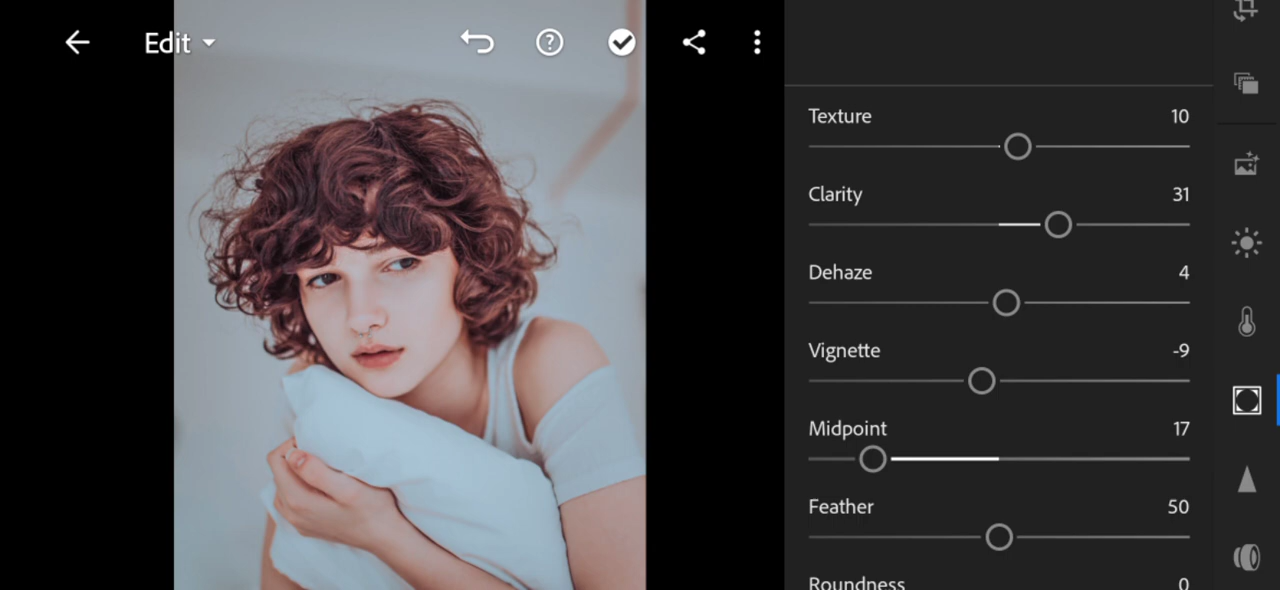 Edit
Texture 10
Clarity 31
Dehaze 4
Vignette -9
Midpoint 17
Feather 50
Roundness 0